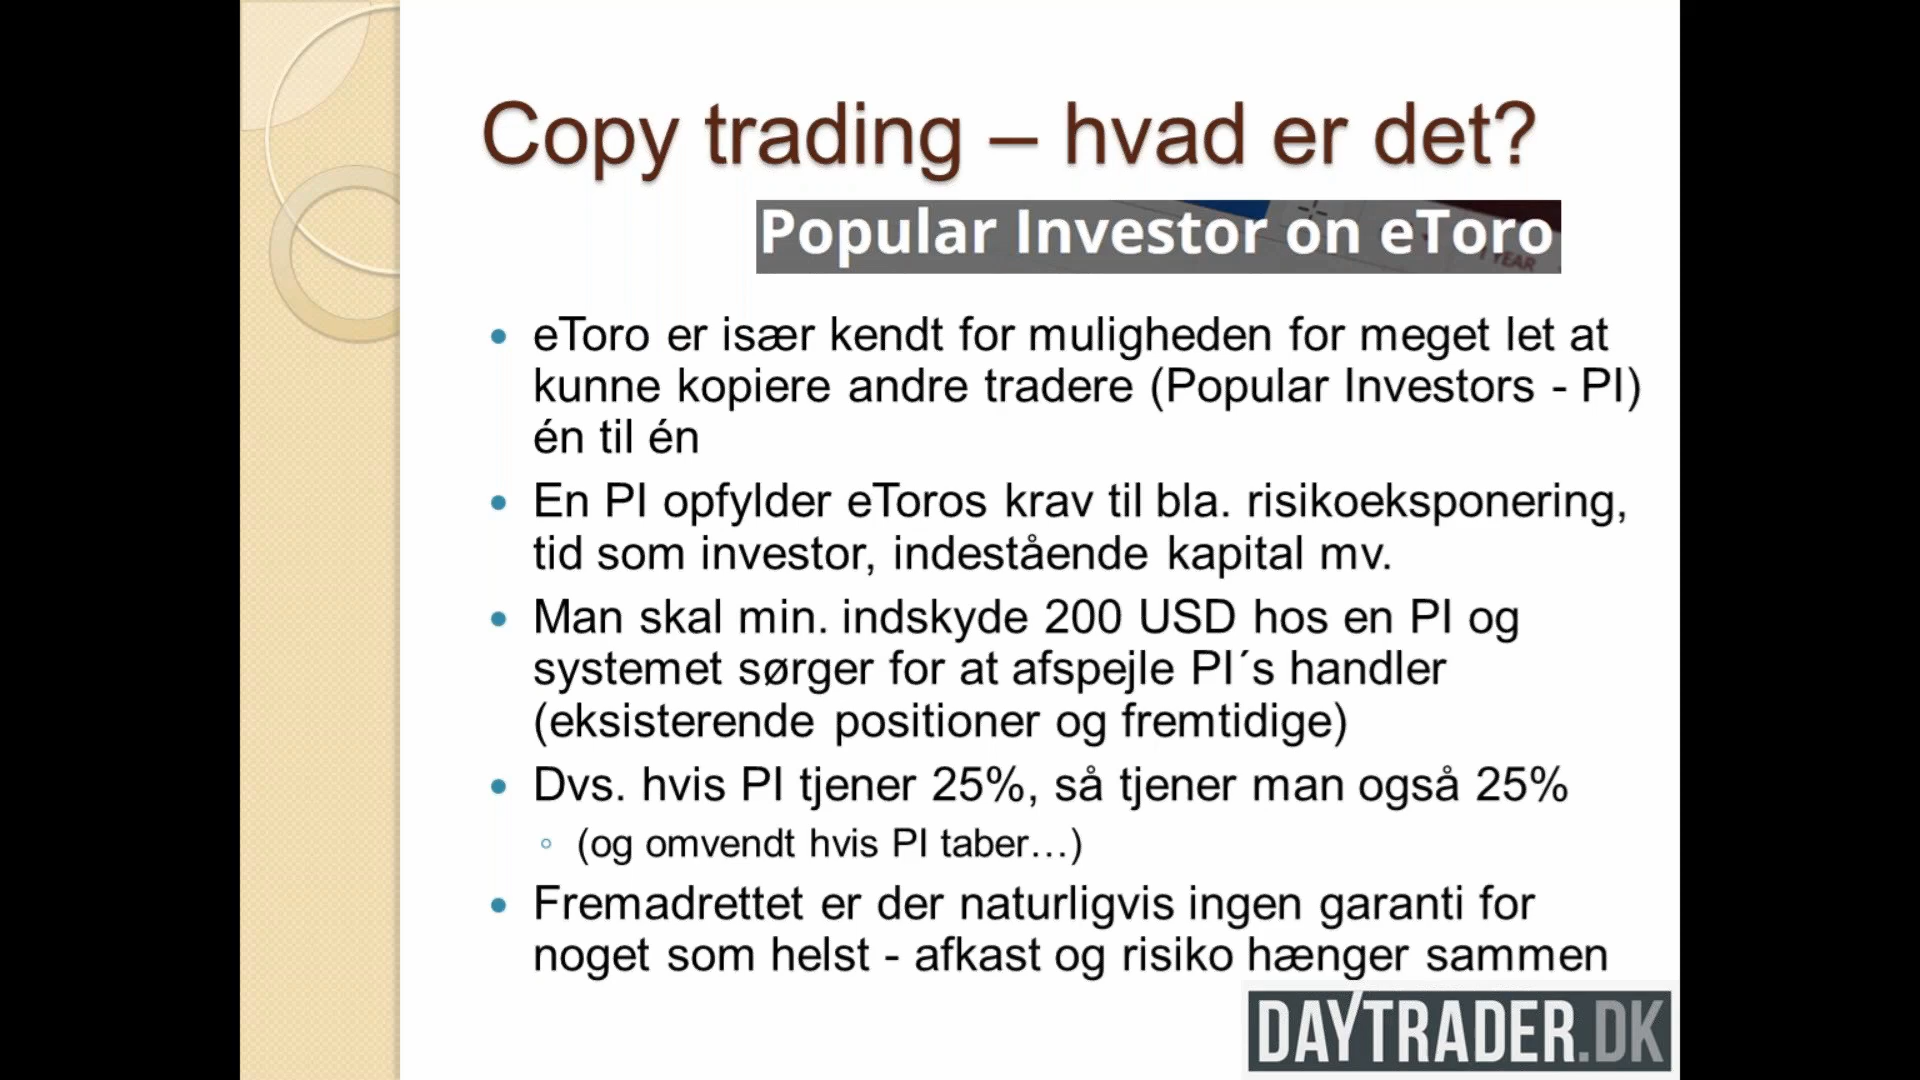 Copy trading – hvad er det?
Popular Investor on eToro
1 YEAR
• eToro er især kendt for muligheden for meget let at
kunne kopiere andre tradere (Popular Investors - PI)
én til én
• En PI opfylder eToros krav til bla. risikoeksponering,
tid som investor, indestående kapital mv.
• Man skal min. indskyde 200 USD hos en PI og
systemet sørger for at afspejle PI´s handler
(eksisterende positioner og fremtidige)
• Dvs. hvis PI tjener 25%, så tjener man også 25%
◦ (og omvendt hvis PI taber…)
• Fremadrettet er der naturligvis ingen garanti for
noget som helst - afkast og risiko hænger sammen
DAYTRADER.DK